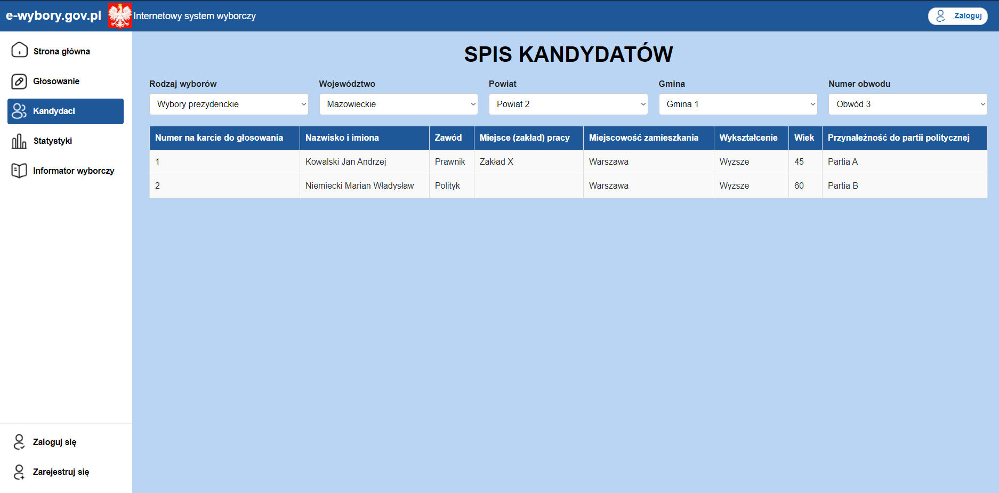 e-wybory.gov.pl Internetowy system wyborczy Zaloguj
Strona główna
Głosowanie
Kandydaci
Statystyki
Informator wyborczy
Zaloguj się
Zarejestruj się
SPIS KANDYDATÓW
Rodzaj wyborów Województwo Powiat Gmina Numer obwodu
Wybory prezydenckie Mazowieckie Powiat 2 Gmina 1 Obwód 3
Numer na karcie do głosowania Nazwisko i imiona Zawód Miejsce (zakład) pracy Miejscowość zamieszkania Wykształcenie Wiek Przynależność do partii politycznej
1 Kowalski Jan Andrzej Prawnik Zakład X Warszawa Wyższe 45 Partia A
2 Niemiecki Marian Władysław Polityk Warszawa Wyższe 60 Partia B